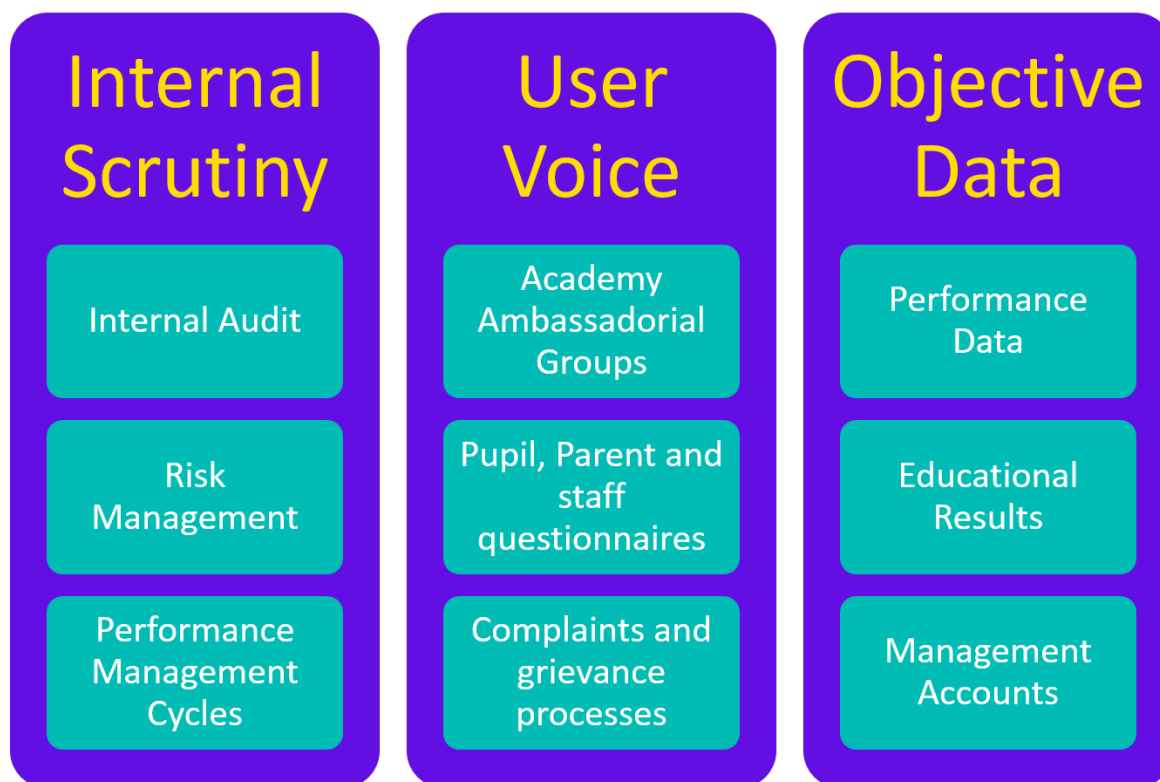 Internal
Scrutiny
Internal Audit
Risk
Management
Performance
Management
Cycles
User
Voice
Academy
Ambassadorial
Groups
Pupil, Parent and
staff
questionnaires
Complaints and
grievance
processes
Objective
Data
Performance
Data
Educational
Results
Management
Accounts